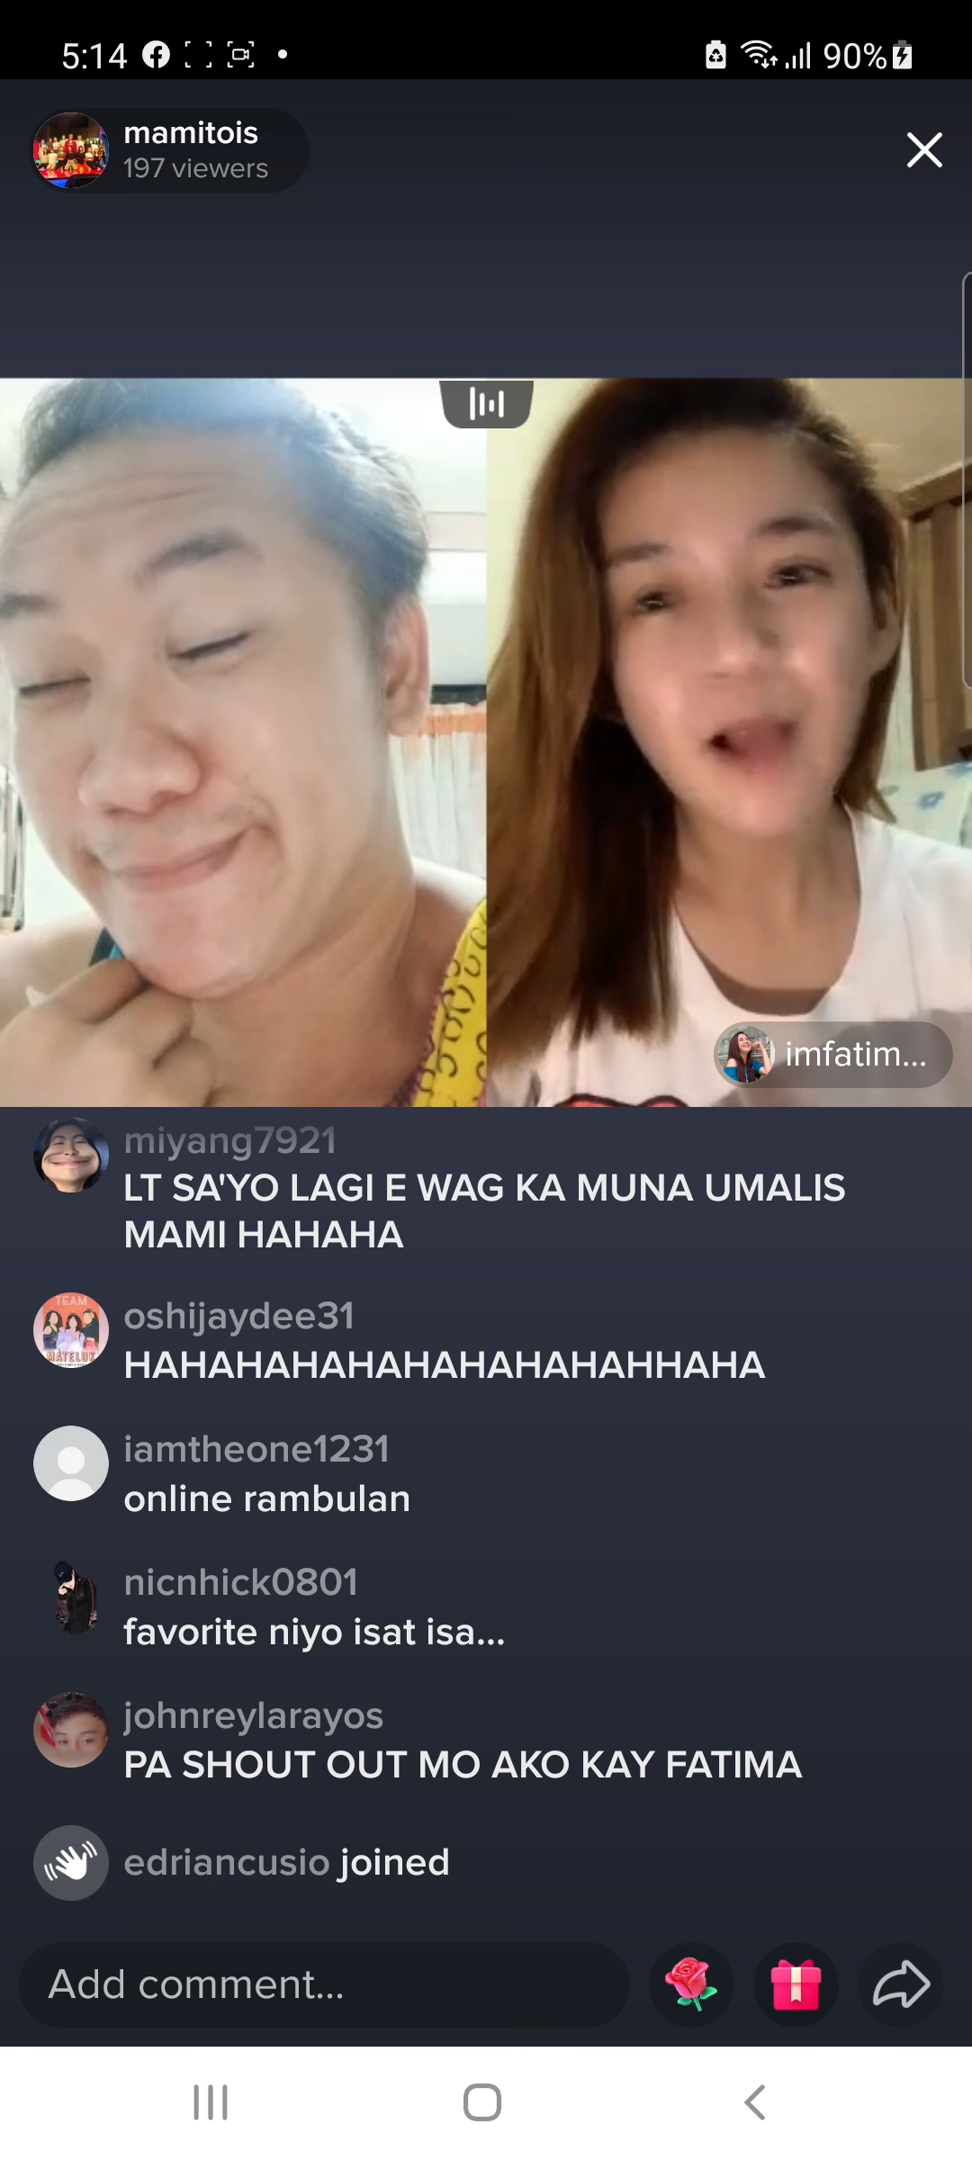 5:14
90%
mamitois
197 viewers
imfatim...
miyang7921
LT SA'YO LAGI E WAG KA MUNA UMALIS
MAMI HAHAHA
TEAM
MATELUK
oshijaydee31
HAHAHAHAHAHAHAHAHAHHAHA
iamtheone1231
online rambulan
nicnhick0801
favorite niyo isat isa...
johnreylarayos
PA SHOUT OUT MO AKO KAY FATIMA
edriancusio joined
Add comment...